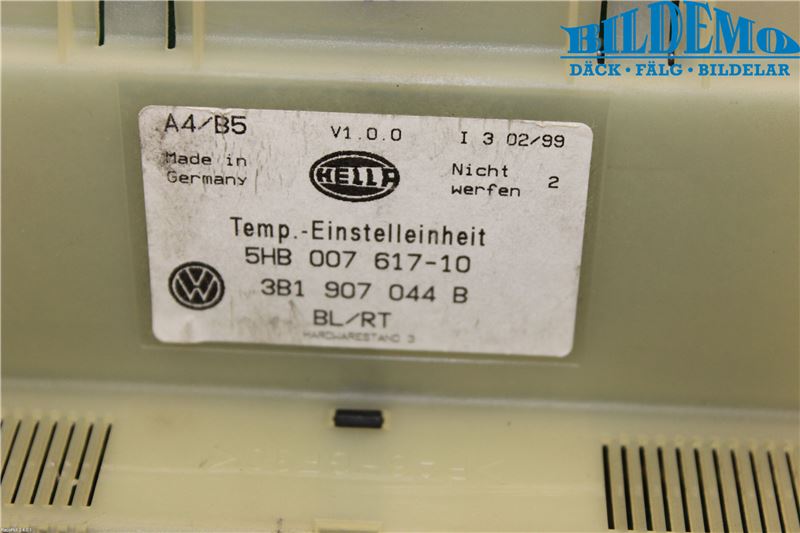 BILDEMO
DÄCK · FÄLG · BILDELAR
A4/B5
V1.0.0
I 3 02/99
Made in
Germany
HELLA
Nicht
werfen 2
Temp.-Einstelleinheit
5HB 007 617-10
VW
3B1 907 044 B
BL/RT
HARDWARESTAND 3